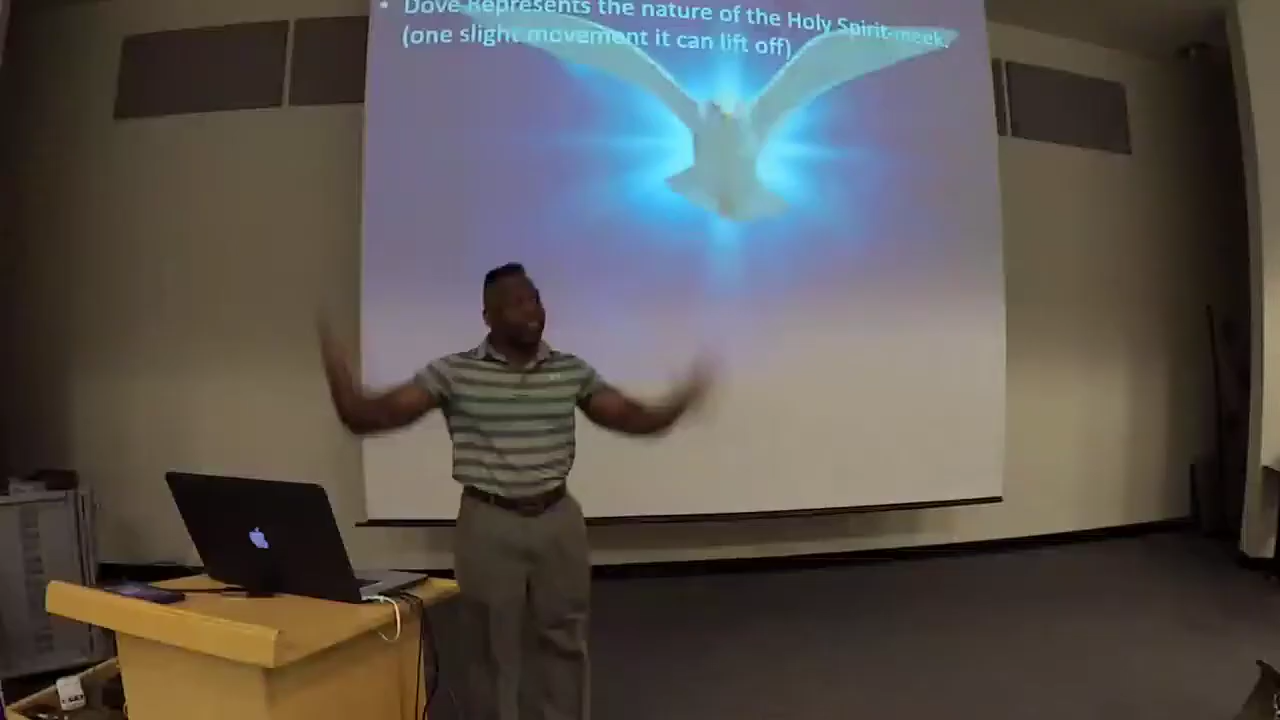 • Dove Represents the nature of the Holy Spirit-meek.
(one slight movement it can lift off)